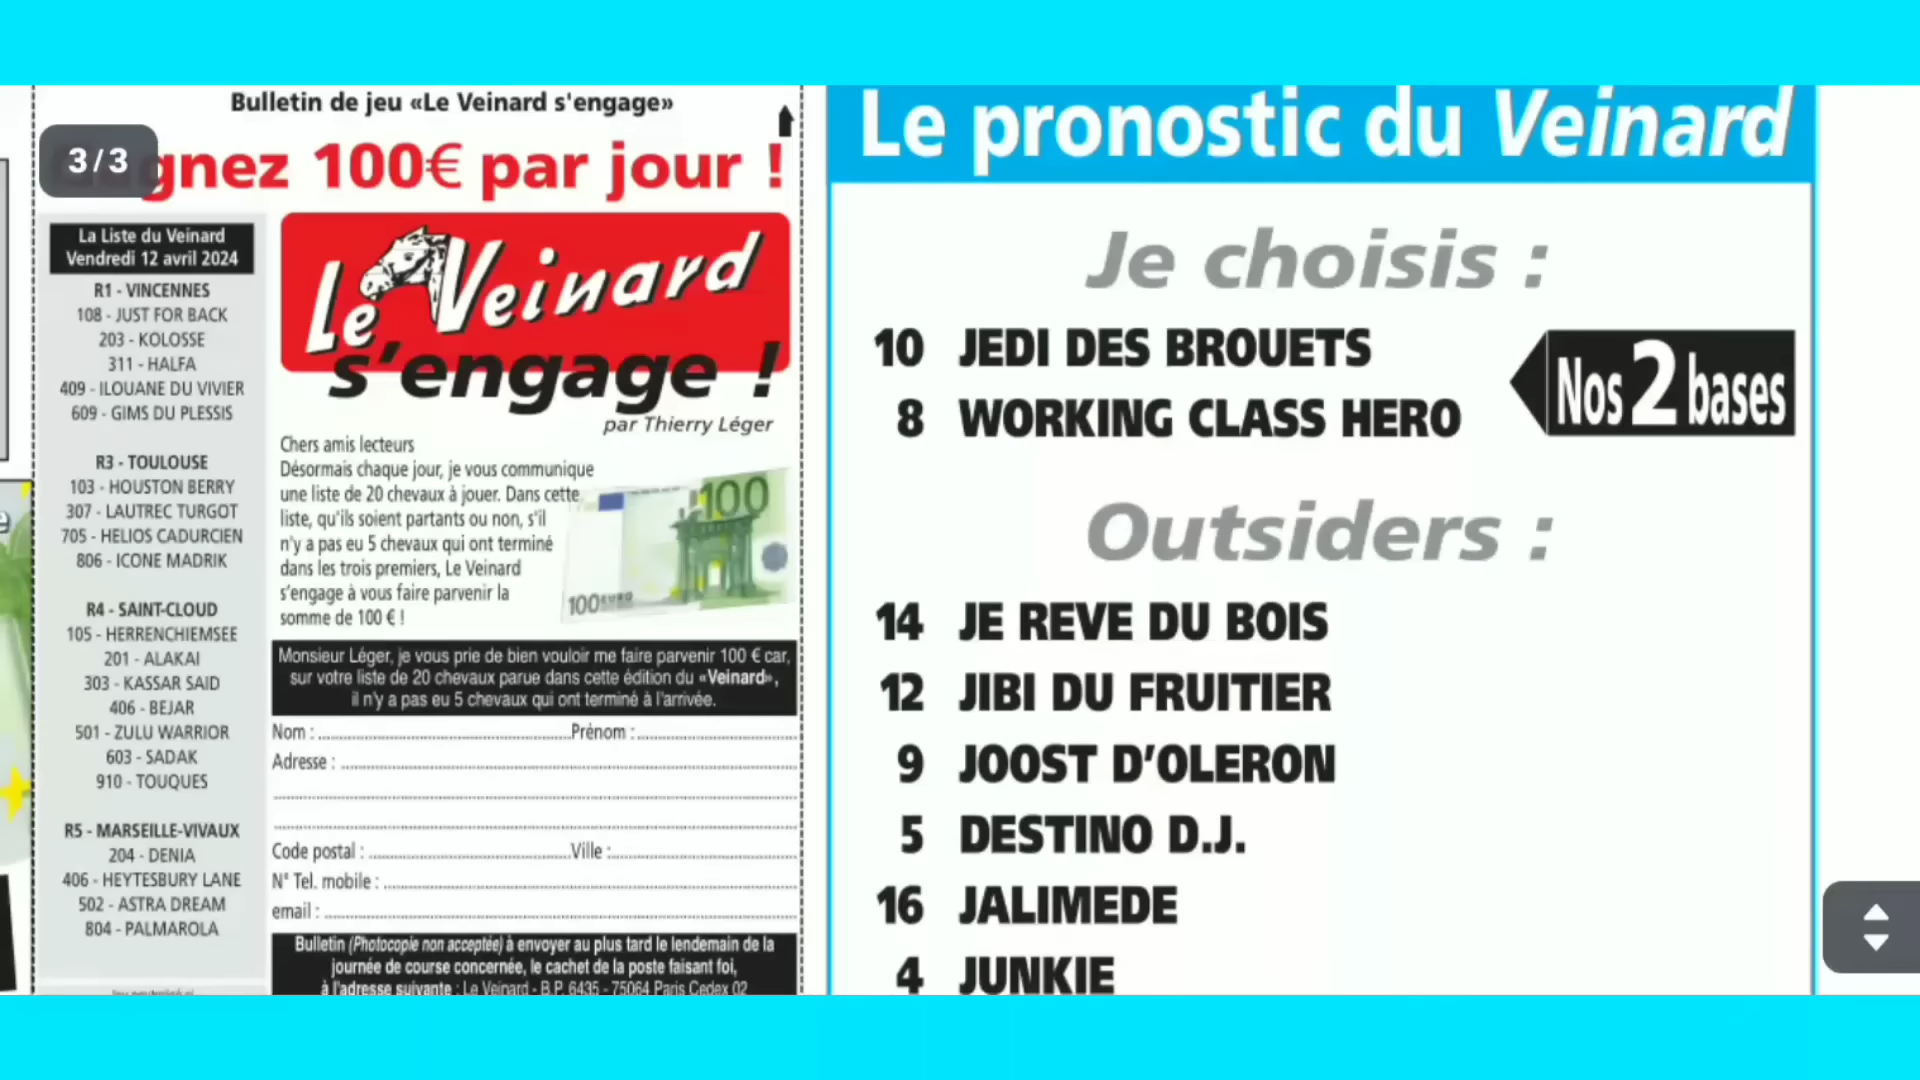 Bulletin de jeu «Le Veinard s'engage»
gnez 100€ par jour !
3/3
La Liste du Veinard
Vendredi 12 avril 2024
R1 - VINCENNES
108 - JUST FOR BACK
203 - KOLOSSE
311 - HALFA
409 - ILOUANE DU VIVIER
609 - GIMS DU PLESSIS
R3 - TOULOUSE
103 - HOUSTON BERRY
307 - LAUTREC TURGOT
705 - HELIOS CADURCIEN
806 - ICONE MADRIK
R4 - SAINT-CLOUD
105 - HERRENCHIEMSEE
201 - ALAKAI
303 - KASSAR SAID
406 - BEJAR
501 - ZULU WARRIOR
603 - SADAK
910 - TOUQUES
R5 - MARSEILLE-VIVAUX
204 - DENIA
406 - HEYTESBURY LANE
502 - ASTRA DREAM
804 - PALMAROLA
Le Veinard
s'engage !
par Thierry Léger
Chers amis lecteurs
Désormais chaque jour, je vous communique
une liste de 20 chevaux à jouer. Dans cette
liste, qu'ils soient partants ou non, s'il
n'y a pas eu 5 chevaux qui ont terminé
dans les trois premiers, Le Veinard
s'engage à vous faire parvenir la
somme de 100 € !
100
100 EURO
Monsieur Léger, je vous prie de bien vouloir me faire parvenir 100 € car,
sur votre liste de 20 chevaux parue dans cette édition du «Veinard»,
il n'y a pas eu 5 chevaux qui ont terminé à l'arrivée.
Nom : Prénom :
Adresse :
Code postal : Ville :
N° Tel. mobile :
email :
Bulletin (Photocopie non acceptée) à envoyer au plus tard le lendemain de la
journée de course concernée, le cachet de la poste faisant foi,
à l'adresse suivante : Le Veinard - B.P. 6435 - 75064 Paris Cedex 02
Le pronostic du Veinard
Je choisis :
10 JEDI DES BROUETS
8 WORKING CLASS HERO
Nos 2 bases
Outsiders :
14 JE REVE DU BOIS
12 JIBI DU FRUITIER
9 JOOST D'OLERON
5 DESTINO D.J.
16 JALIMEDE
4 JUNKIE